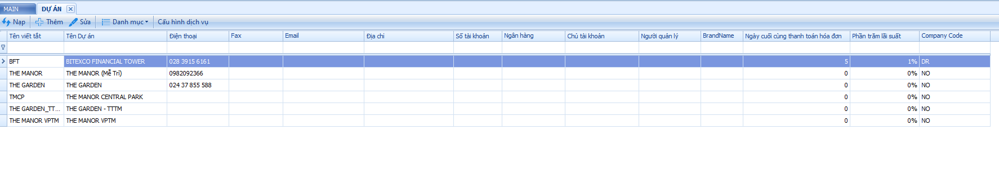 MAIN DỰ ÁN
Nạp Thêm Sửa Danh mục Cấu hình dịch vụ
Tên viết tắt Tên Dự án Điện thoại Fax Email Địa chỉ Số tài khoản Ngân hàng Chủ tài khoản Người quản lý BrandName Ngày cuối cùng thanh toán hóa đơn Phần trăm lãi suất Company Code
BFT BITEXCO FINANCIAL TOWER 028 3915 6161 5 1% DR
THE MANOR THE MANOR (Mễ Trì) 0982092366 0 0% NO
THE GARDEN THE GARDEN 024 37 855 588 0 0% NO
TMCP THE MANOR CENTRAL PARK 0 0% NO
THE GARDEN_TT... THE GARDEN - TTTM 0 0% NO
THE MANOR VPTM THE MANOR VPTM 0 0% NO